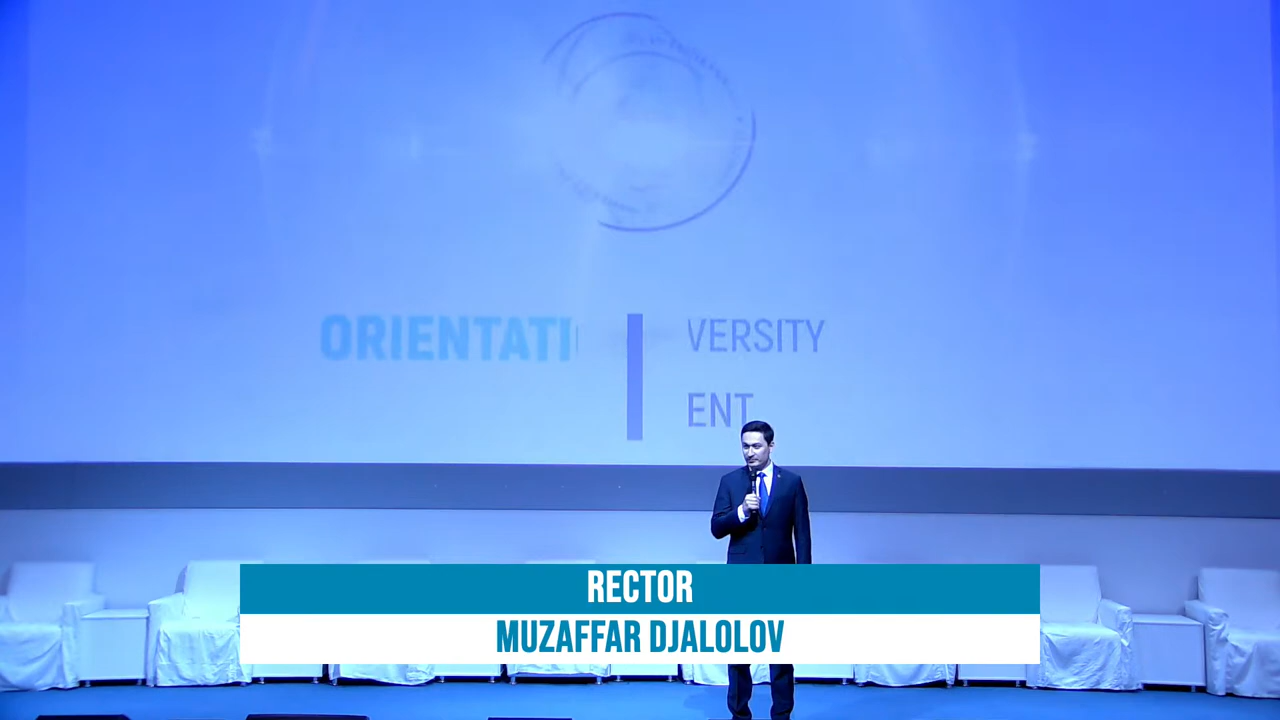 ORIENTATI
VERSITY
ENT
RECTOR
MUZAFFAR DJALOLOV